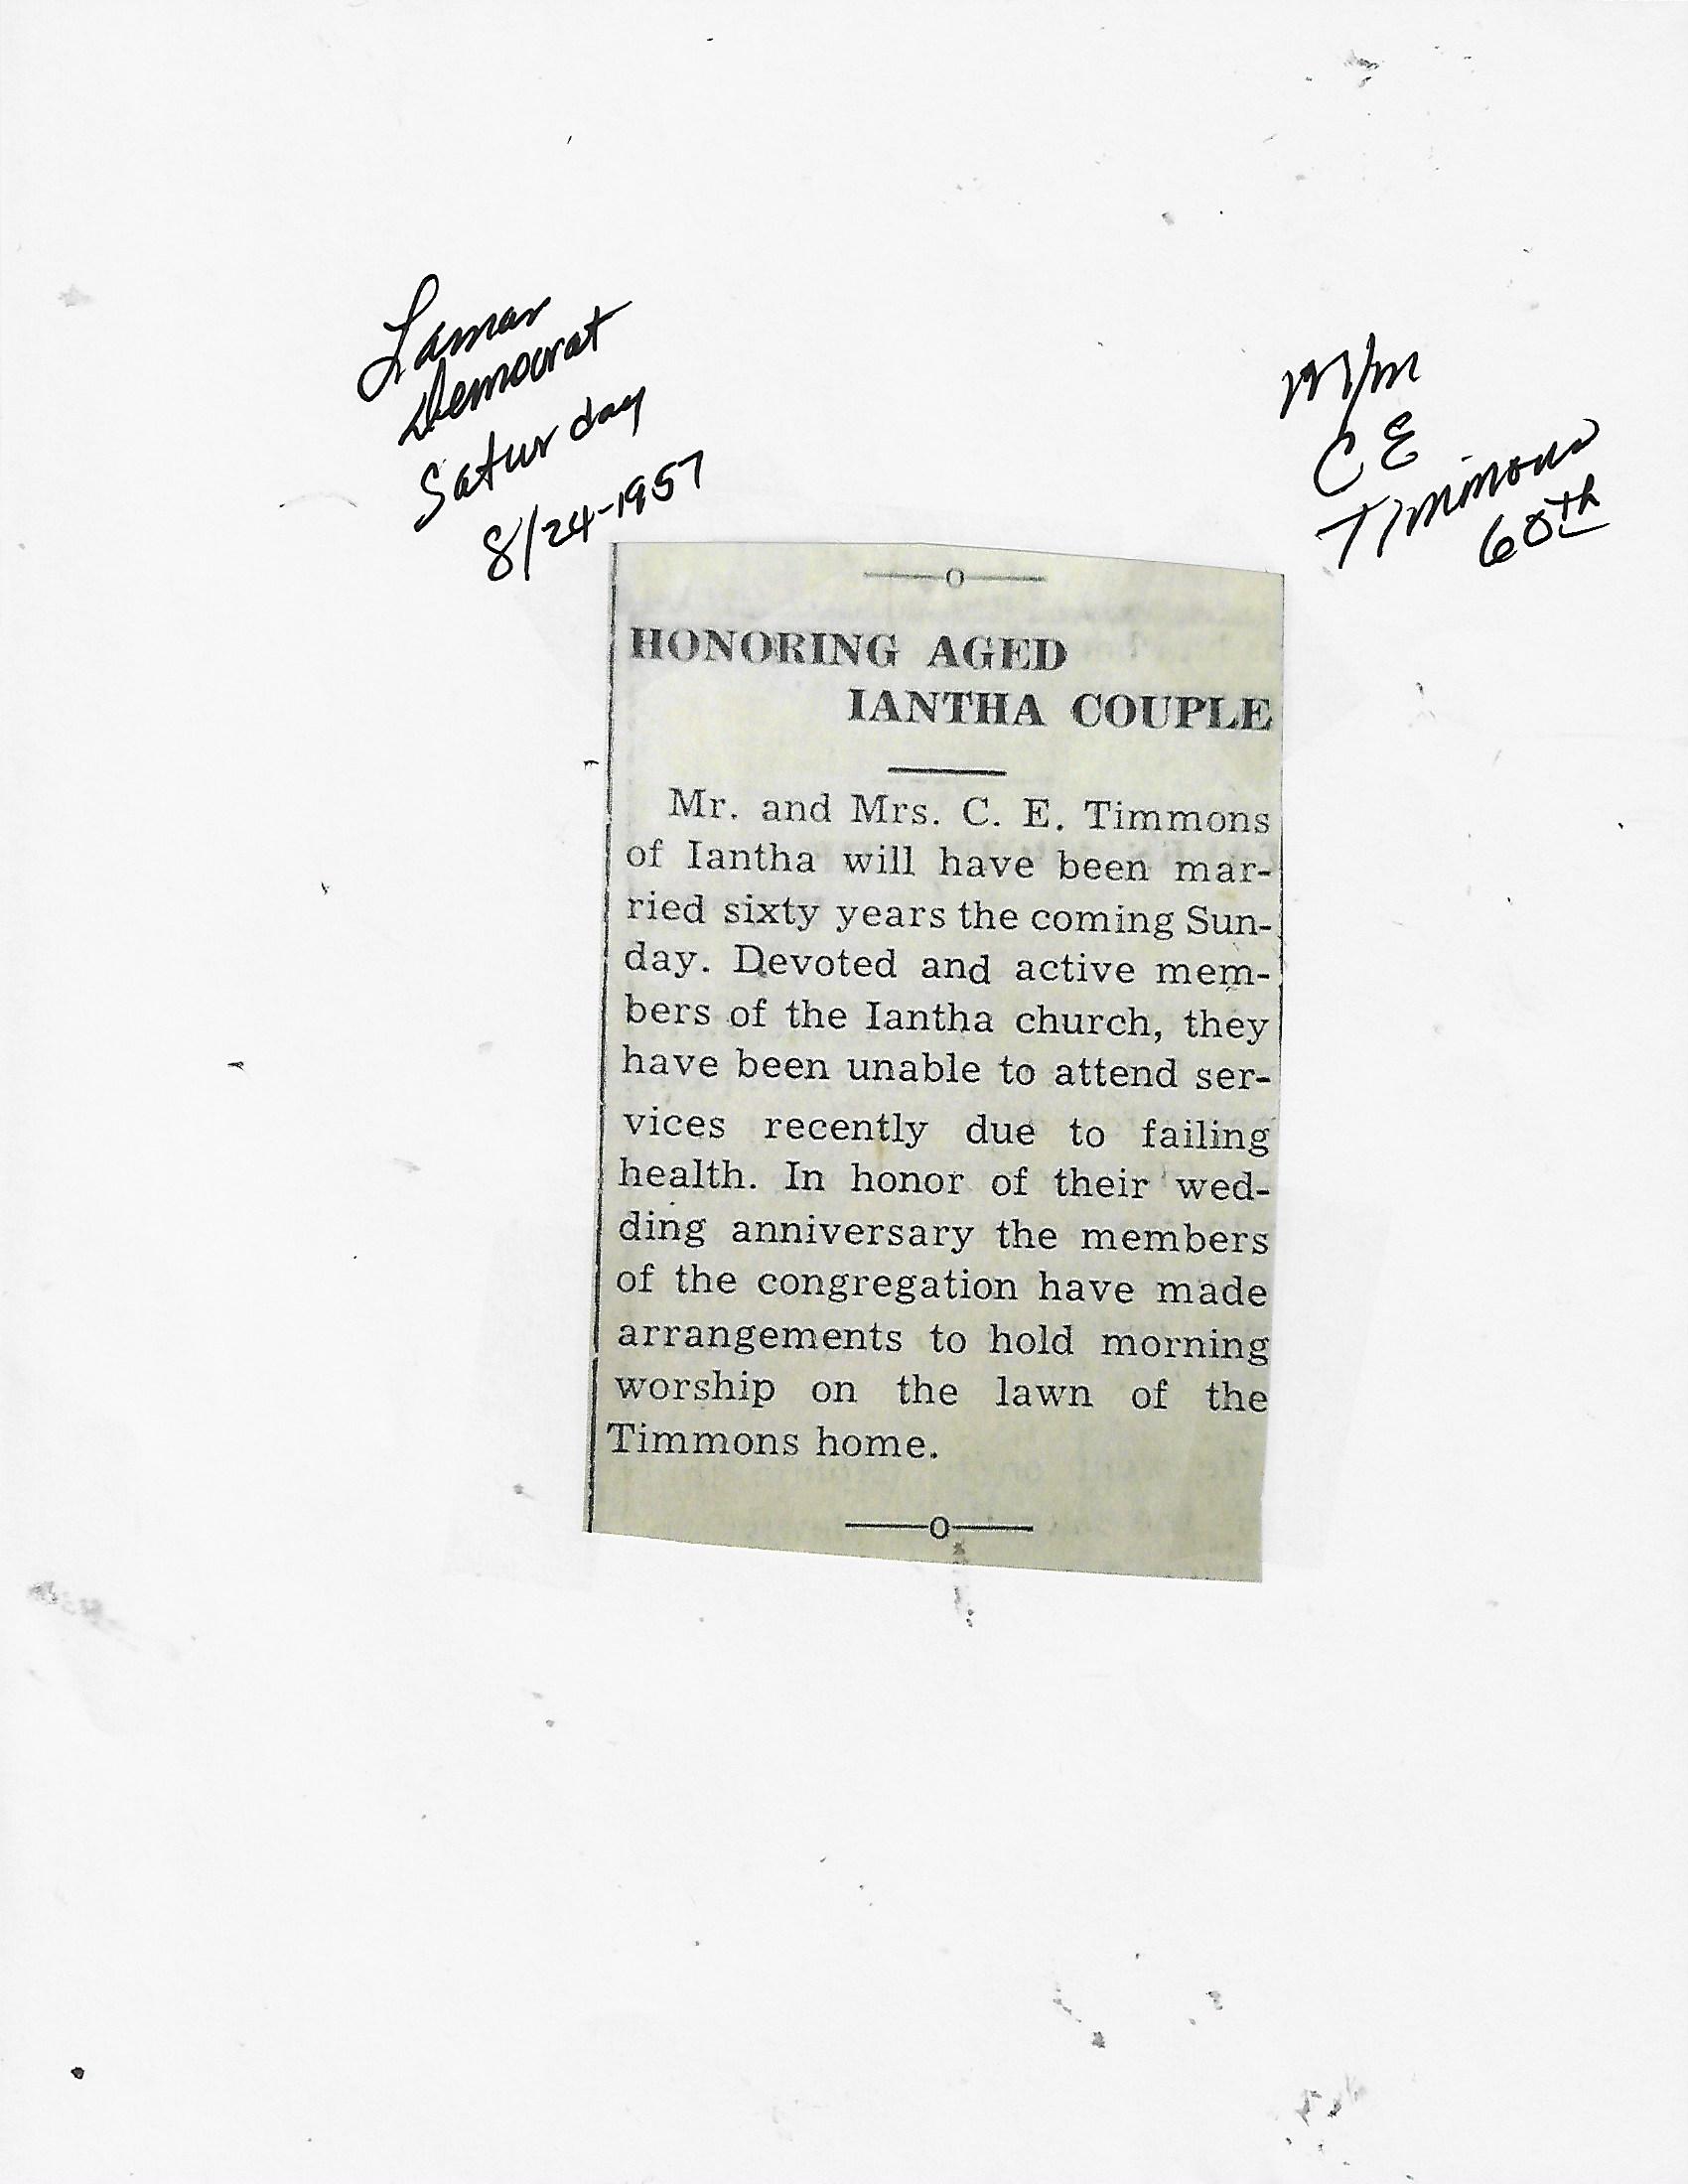 Lamar
Democrat
Saturday
8/24-1957
M/M
C E
Timmons
60th
HONORING AGED
IANTHA COUPLE
Mr. and Mrs. C. E. Timmons
of Iantha will have been mar-
ried sixty years the coming Sun-
day. Devoted and active mem-
bers of the Iantha church, they
have been unable to attend ser-
vices recently due to failing
health. In honor of their wed-
ding anniversary the members
of the congregation have made
arrangements to hold morning
worship on the lawn of the
Timmons home.